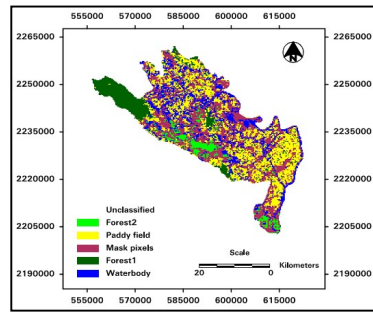 555000 570000 585000 600000 615000
2265000 2265000
N
2250000 2250000
2235000 2235000
2220000 2220000
Unclassified
Forest2
2205000 2205000
Paddy field
Mask pixels
Scale
Forest1
20 0 Kilometers
2190000 2190000
Waterbody
555000 570000 585000 600000 615000